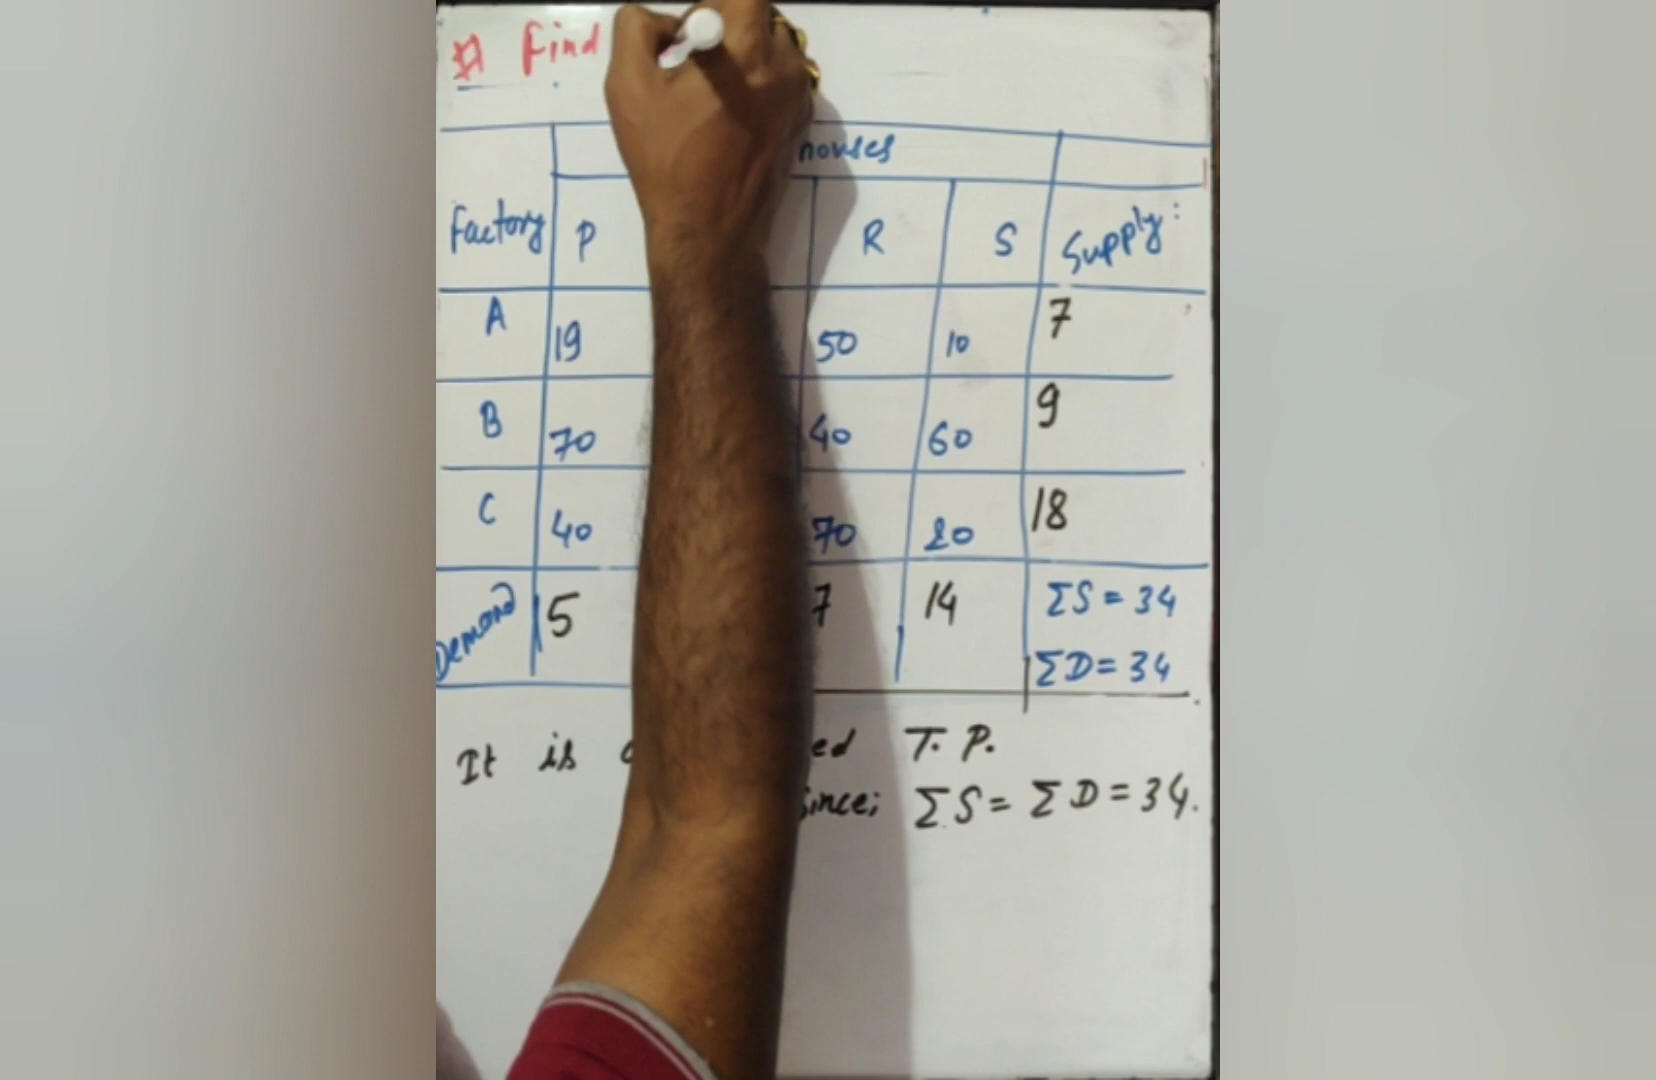 # Find
houses
Factory P R S Supply:
A 19 50 10 7
B 70 40 60 9
C 40 70 20 18
Demand 5 7 14 ΣS = 34
ΣD = 34
It is ed T. P.
Since; ΣS = ΣD = 34.